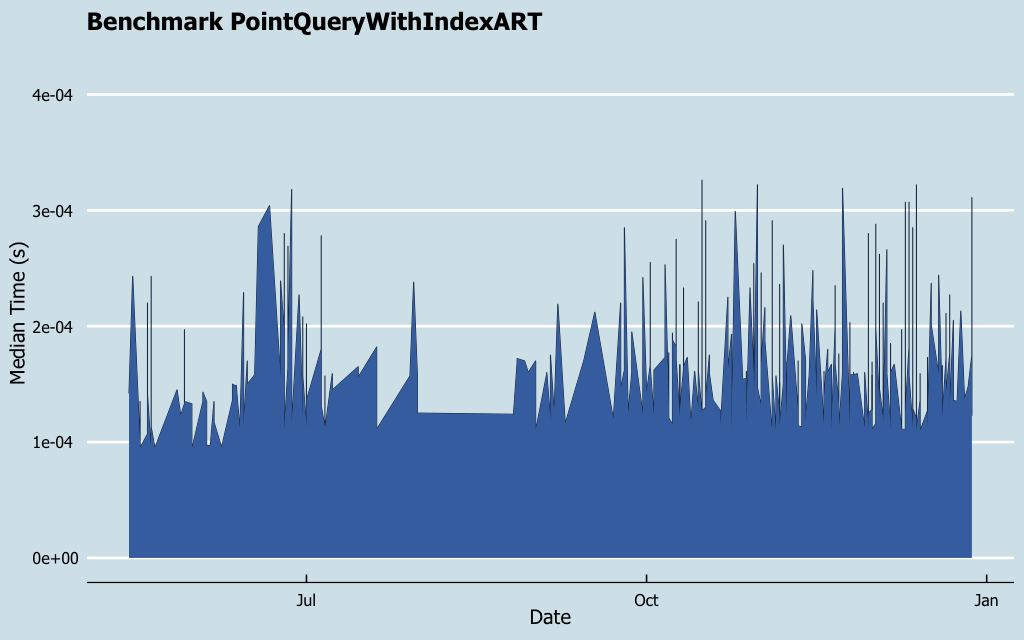 Benchmark PointQueryWithIndexART
4e-04
3e-04
2e-04
1e-04
0e+00
Median Time (s)
Jul
Oct
Jan
Date